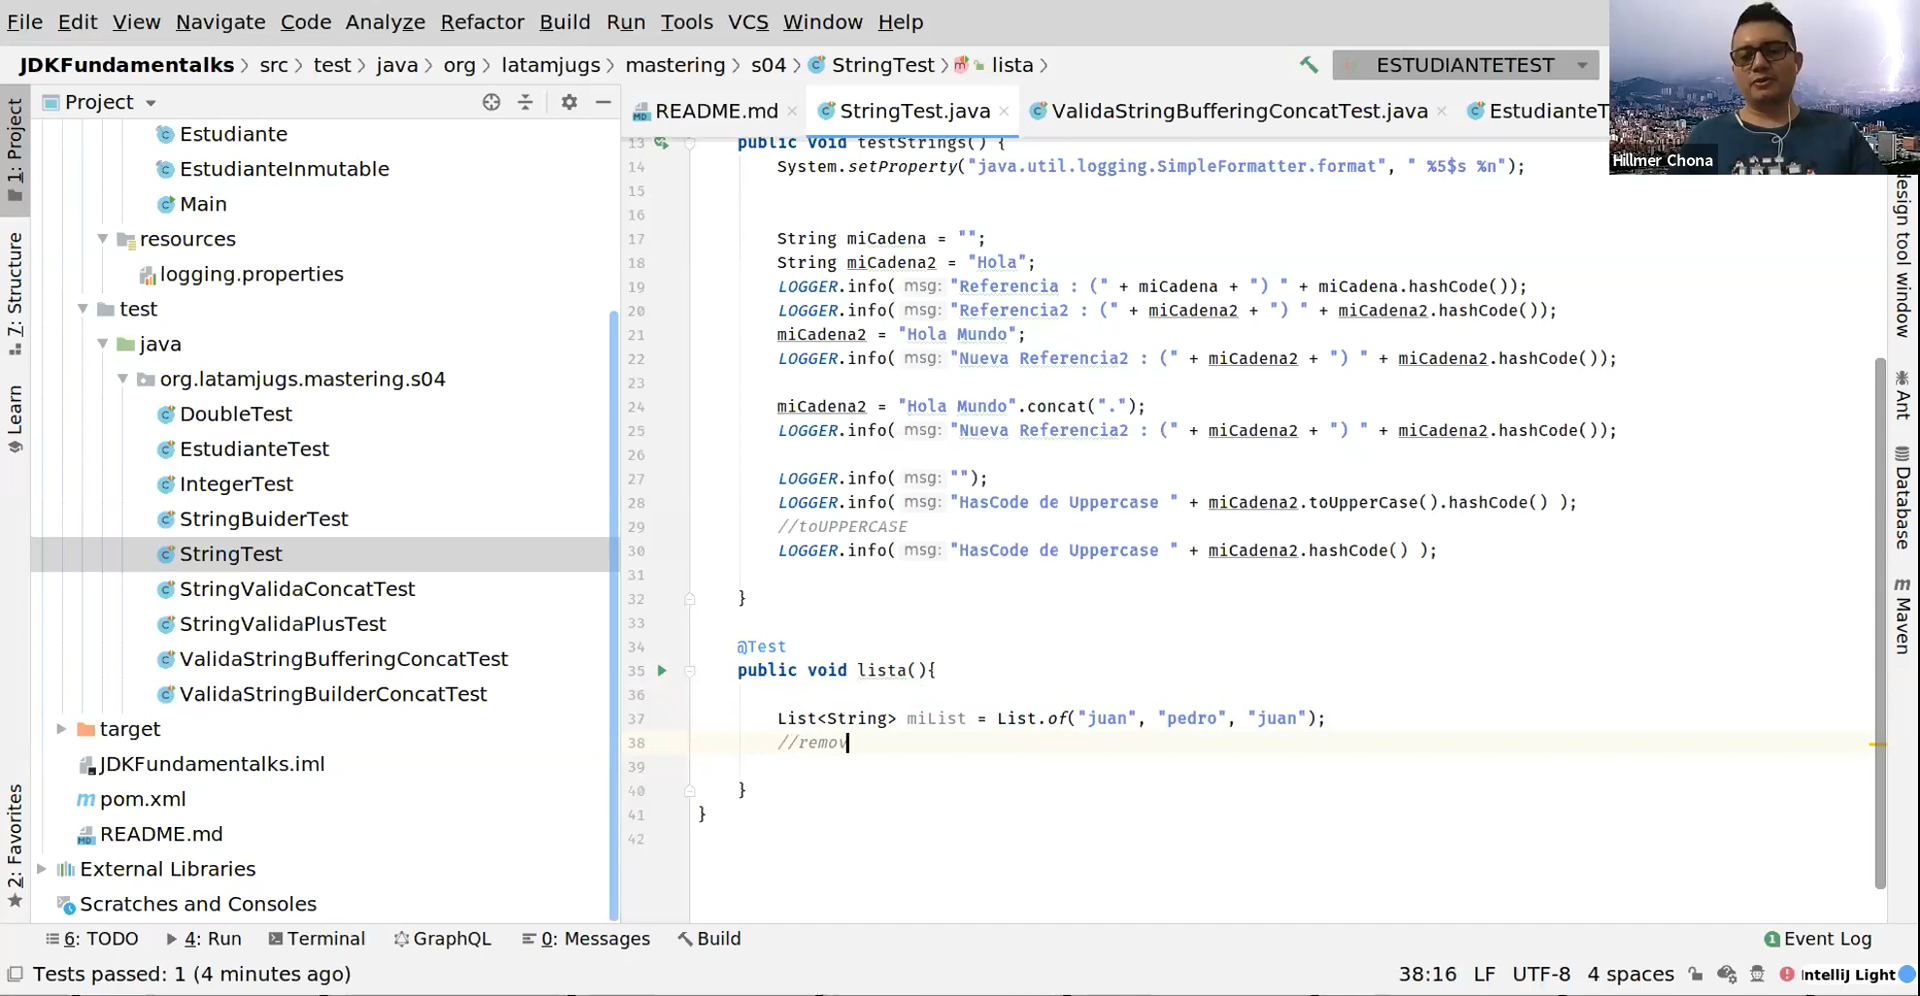 File Edit View Navigate Code Analyze Refactor Build Run Tools VCS Window Help
JDKFundamentalks src test java org latamjugs mastering s04 StringTest lista ESTUDIANTETEST
Hillmer Chona
Project
README.md StringTest.java ValidaStringBufferingConcatTest.java EstudianteT
1: Project
7: Structure
Learn
2: Favorites
Estudiante
EstudianteInmutable
Main
resources
logging.properties
test
java
org.latamjugs.mastering.s04
DoubleTest
EstudianteTest
IntegerTest
StringBuiderTest
StringTest
StringValidaConcatTest
StringValidaPlusTest
ValidaStringBufferingConcatTest
ValidaStringBuilderConcatTest
target
JDKFundamentalks.iml
pom.xml
README.md
External Libraries
Scratches and Consoles
13 public void testStrings() {
14 System.setProperty("java.util.logging.SimpleFormatter.format", " %5$s %n");
15
16
17 String miCadena = "";
18 String miCadena2 = "Hola";
19 LOGGER.info( msg: "Referencia : (" + miCadena + ") " + miCadena.hashCode());
20 LOGGER.info( msg: "Referencia2 : (" + miCadena2 + ") " + miCadena2.hashCode());
21 miCadena2 = "Hola Mundo";
22 LOGGER.info( msg: "Nueva Referencia2 : (" + miCadena2 + ") " + miCadena2.hashCode());
23
24 miCadena2 = "Hola Mundo".concat(".");
25 LOGGER.info( msg: "Nueva Referencia2 : (" + miCadena2 + ") " + miCadena2.hashCode());
26
27 LOGGER.info( msg: "");
28 LOGGER.info( msg: "HasCode de Uppercase " + miCadena2.toUpperCase().hashCode() );
29 //toUPPERCASE
30 LOGGER.info( msg: "HasCode de Uppercase " + miCadena2.hashCode() );
31
32 }
33
34 @Test
35 public void lista(){
36
37 List<String> miList = List.of("juan", "pedro", "juan");
38 //remov
39
40 }
41 }
42
design tool window
Ant
Database
Maven
6: TODO 4: Run Terminal GraphQL 0: Messages Build 1 Event Log
Tests passed: 1 (4 minutes ago) 38:16 LF UTF-8 4 spaces IntelliJ Light